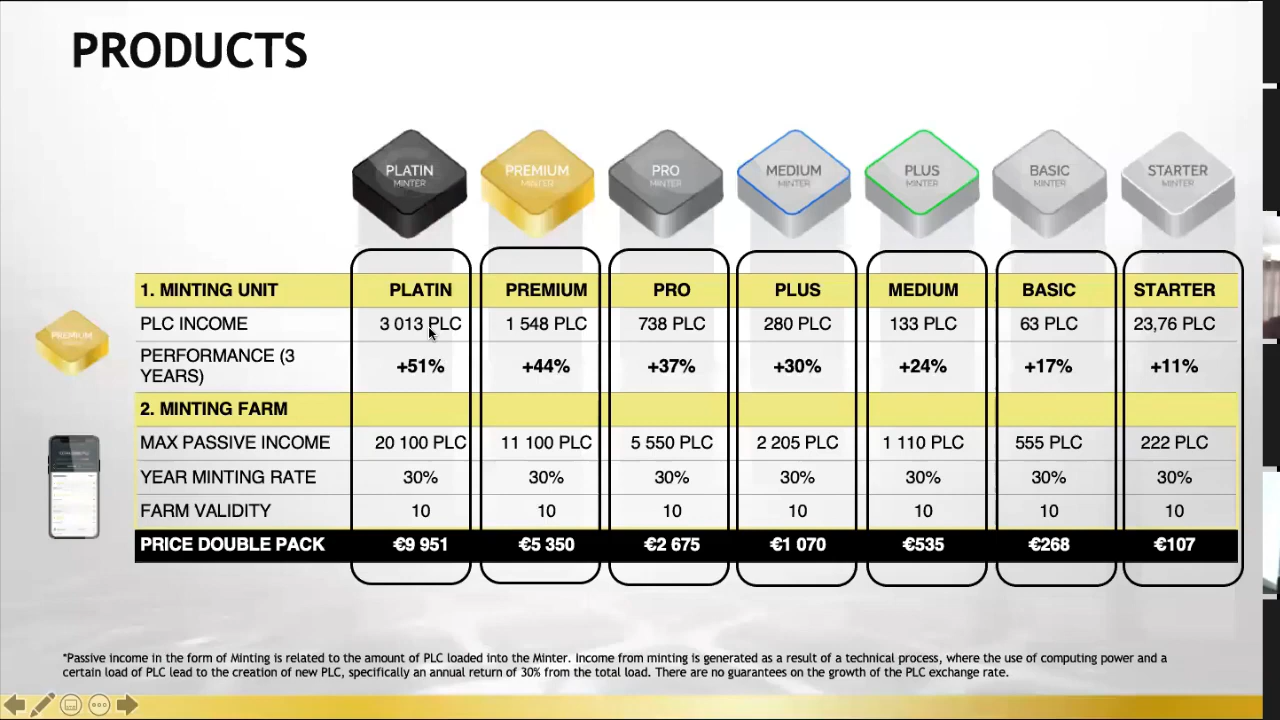 PRODUCTS
PLATIN
MINTER
PREMIUM
MINTER
PRO
MINTER
MEDIUM
MINTER
PLUS
MINTER
BASIC
MINTER
STARTER
MINTER
1. MINTING UNIT PLATIN PREMIUM PRO PLUS MEDIUM BASIC STARTER
PLC INCOME 3 013 PLC 1 548 PLC 738 PLC 280 PLC 133 PLC 63 PLC 23,76 PLC
PERFORMANCE (3
YEARS) +51% +44% +37% +30% +24% +17% +11%
PREMIUM
2. MINTING FARM
MAX PASSIVE INCOME 20 100 PLC 11 100 PLC 5 550 PLC 2 205 PLC 1 110 PLC 555 PLC 222 PLC
YEAR MINTING RATE 30% 30% 30% 30% 30% 30% 30%
FARM VALIDITY 10 10 10 10 10 10 10
PRICE DOUBLE PACK €9 951 €5 350 €2 675 €1 070 €535 €268 €107
*Passive income in the form of Minting is related to the amount of PLC loaded into the Minter. Income from minting is generated as a result of a technical process, where the use of computing power and a
certain load of PLC lead to the creation of new PLC, specifically an annual return of 30% from the total load. There are no guarantees on the growth of the PLC exchange rate.